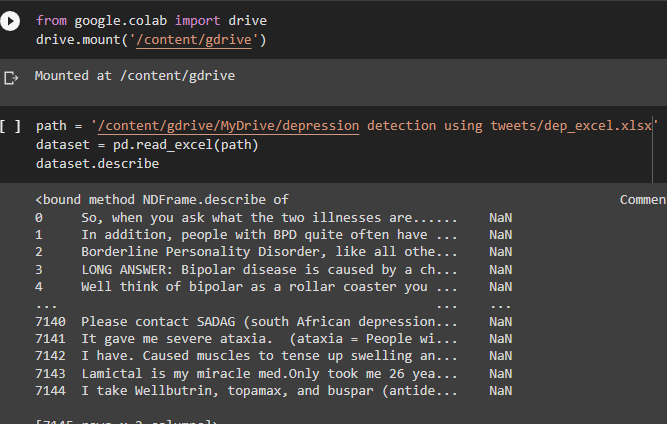 from google.colab import drive
drive.mount('/content/gdrive')
Mounted at /content/gdrive
[ ] path = '/content/gdrive/MyDrive/depression detection using tweets/dep_excel.xlsx'
dataset = pd.read_excel(path)
dataset.describe
<bound method NDFrame.describe of Commen
0 So, when you ask what the two illnesses are...... NaN
1 In addition, people with BPD quite often have ... NaN
2 Borderline Personality Disorder, like all othe... NaN
3 LONG ANSWER: Bipolar disease is caused by a ch... NaN
4 Well think of bipolar as a rollar coaster you ... NaN
... ... ...
7140 Please contact SADAG (south African depression... NaN
7141 It gave me severe ataxia.  (ataxia = People wi... NaN
7142 I have. Caused muscles to tense up swelling an... NaN
7143 Lamictal is my miracle med.Only took me 26 yea... NaN
7144 I take Wellbutrin, topamax, and buspar (antide... NaN
[7145 rows x 2 columns]>